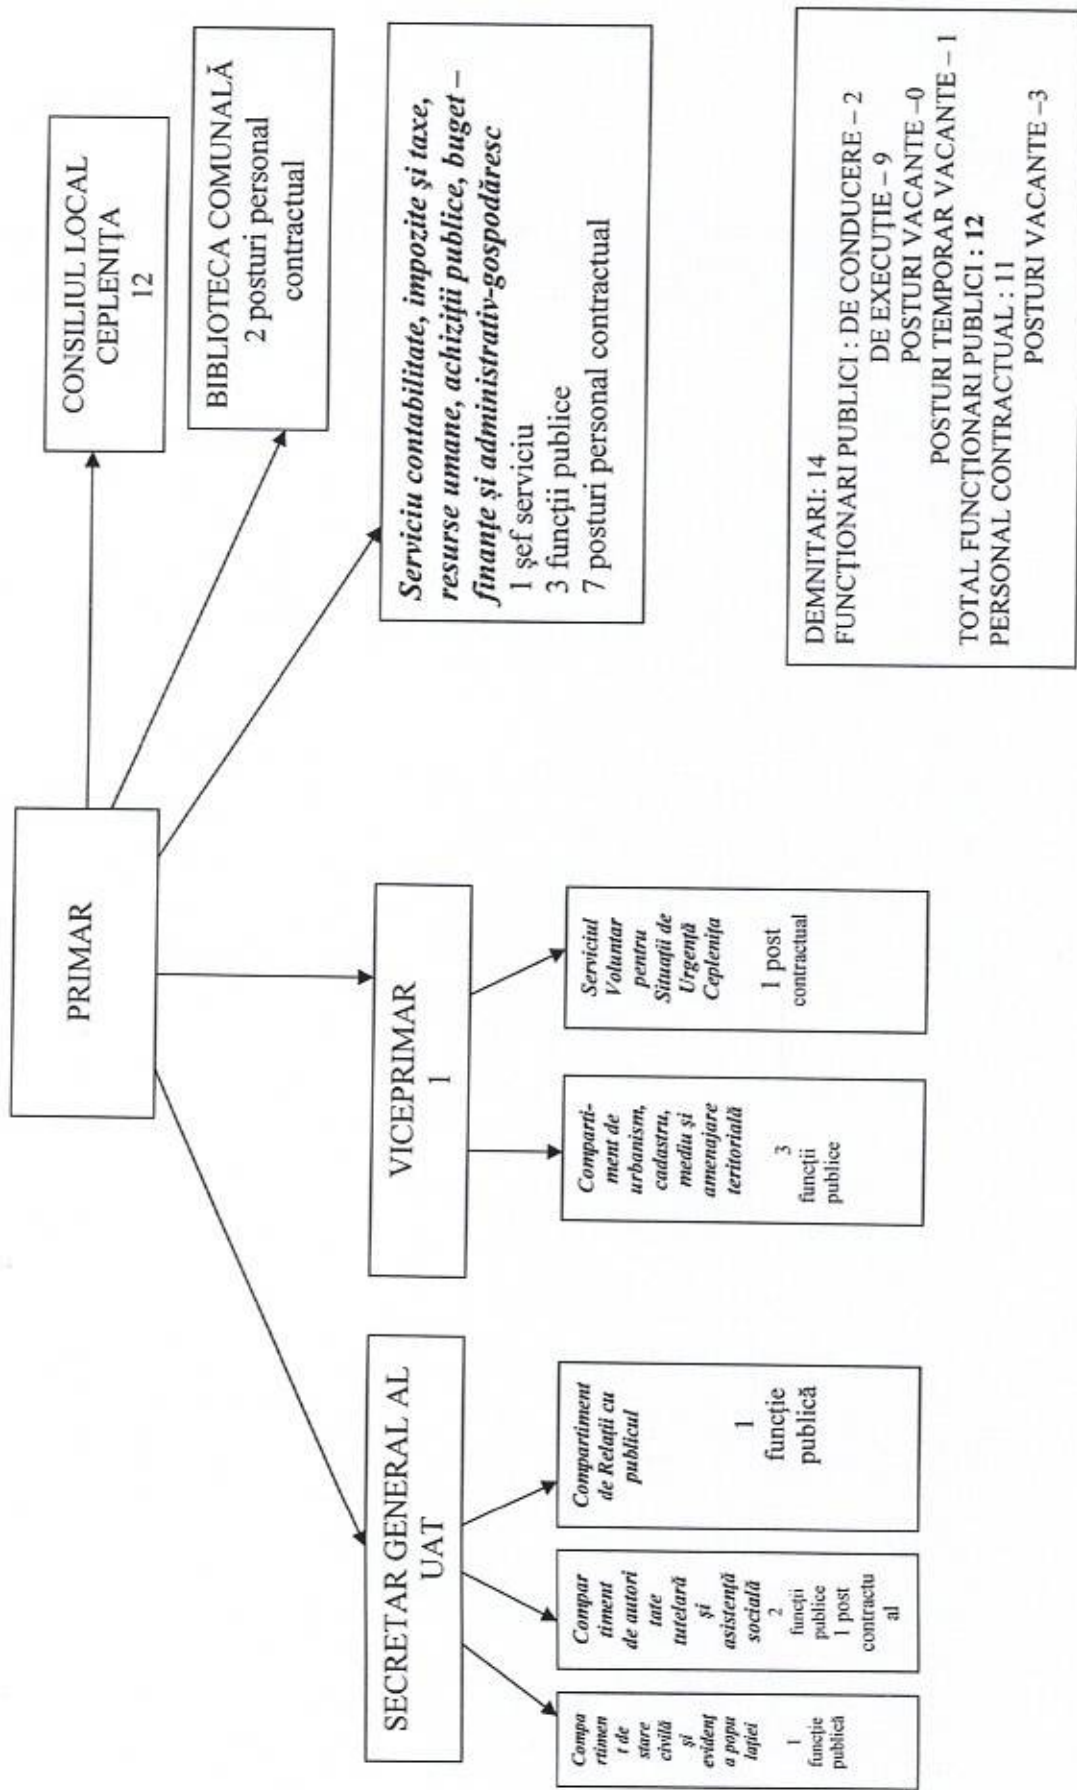 PRIMAR
CONSILIUL LOCAL
CEPLENIȚA
12
BIBLIOTECA COMUNALĂ
2 posturi personal
contractual
Serviciu contabilitate, impozite și taxe,
resurse umane, achiziții publice, buget –
finanțe și administrativ-gospodăresc
1 șef serviciu
3 funcții publice
7 posturi personal contractual
SECRETAR GENERAL AL
UAT
VICEPRIMAR
1
Compa
rtimen
t de
stare
civilă
și
evidenț
a popu
lației
1
funcție
publică
Compar
timent
de autori
tate
tutelară
și
asistență
socială
2
funcții
publice
1 post
contractu
al
Compartiment
de Relații cu
publicul
1
funcție
publică
Comparti-
ment de
urbanism,
cadastru,
mediu și
amenajare
teritorială
3
funcții
publice
Serviciul
Voluntar
pentru
Situații de
Urgență
Ceplenița
1 post
contractual
DEMNITARI: 14
FUNCȚIONARI PUBLICI : DE CONDUCERE – 2
DE EXECUȚIE – 9
POSTURI VACANTE –0
POSTURI TEMPORAR VACANTE – 1
TOTAL FUNCȚIONARI PUBLICI : 12
PERSONAL CONTRACTUAL : 11
POSTURI VACANTE –3